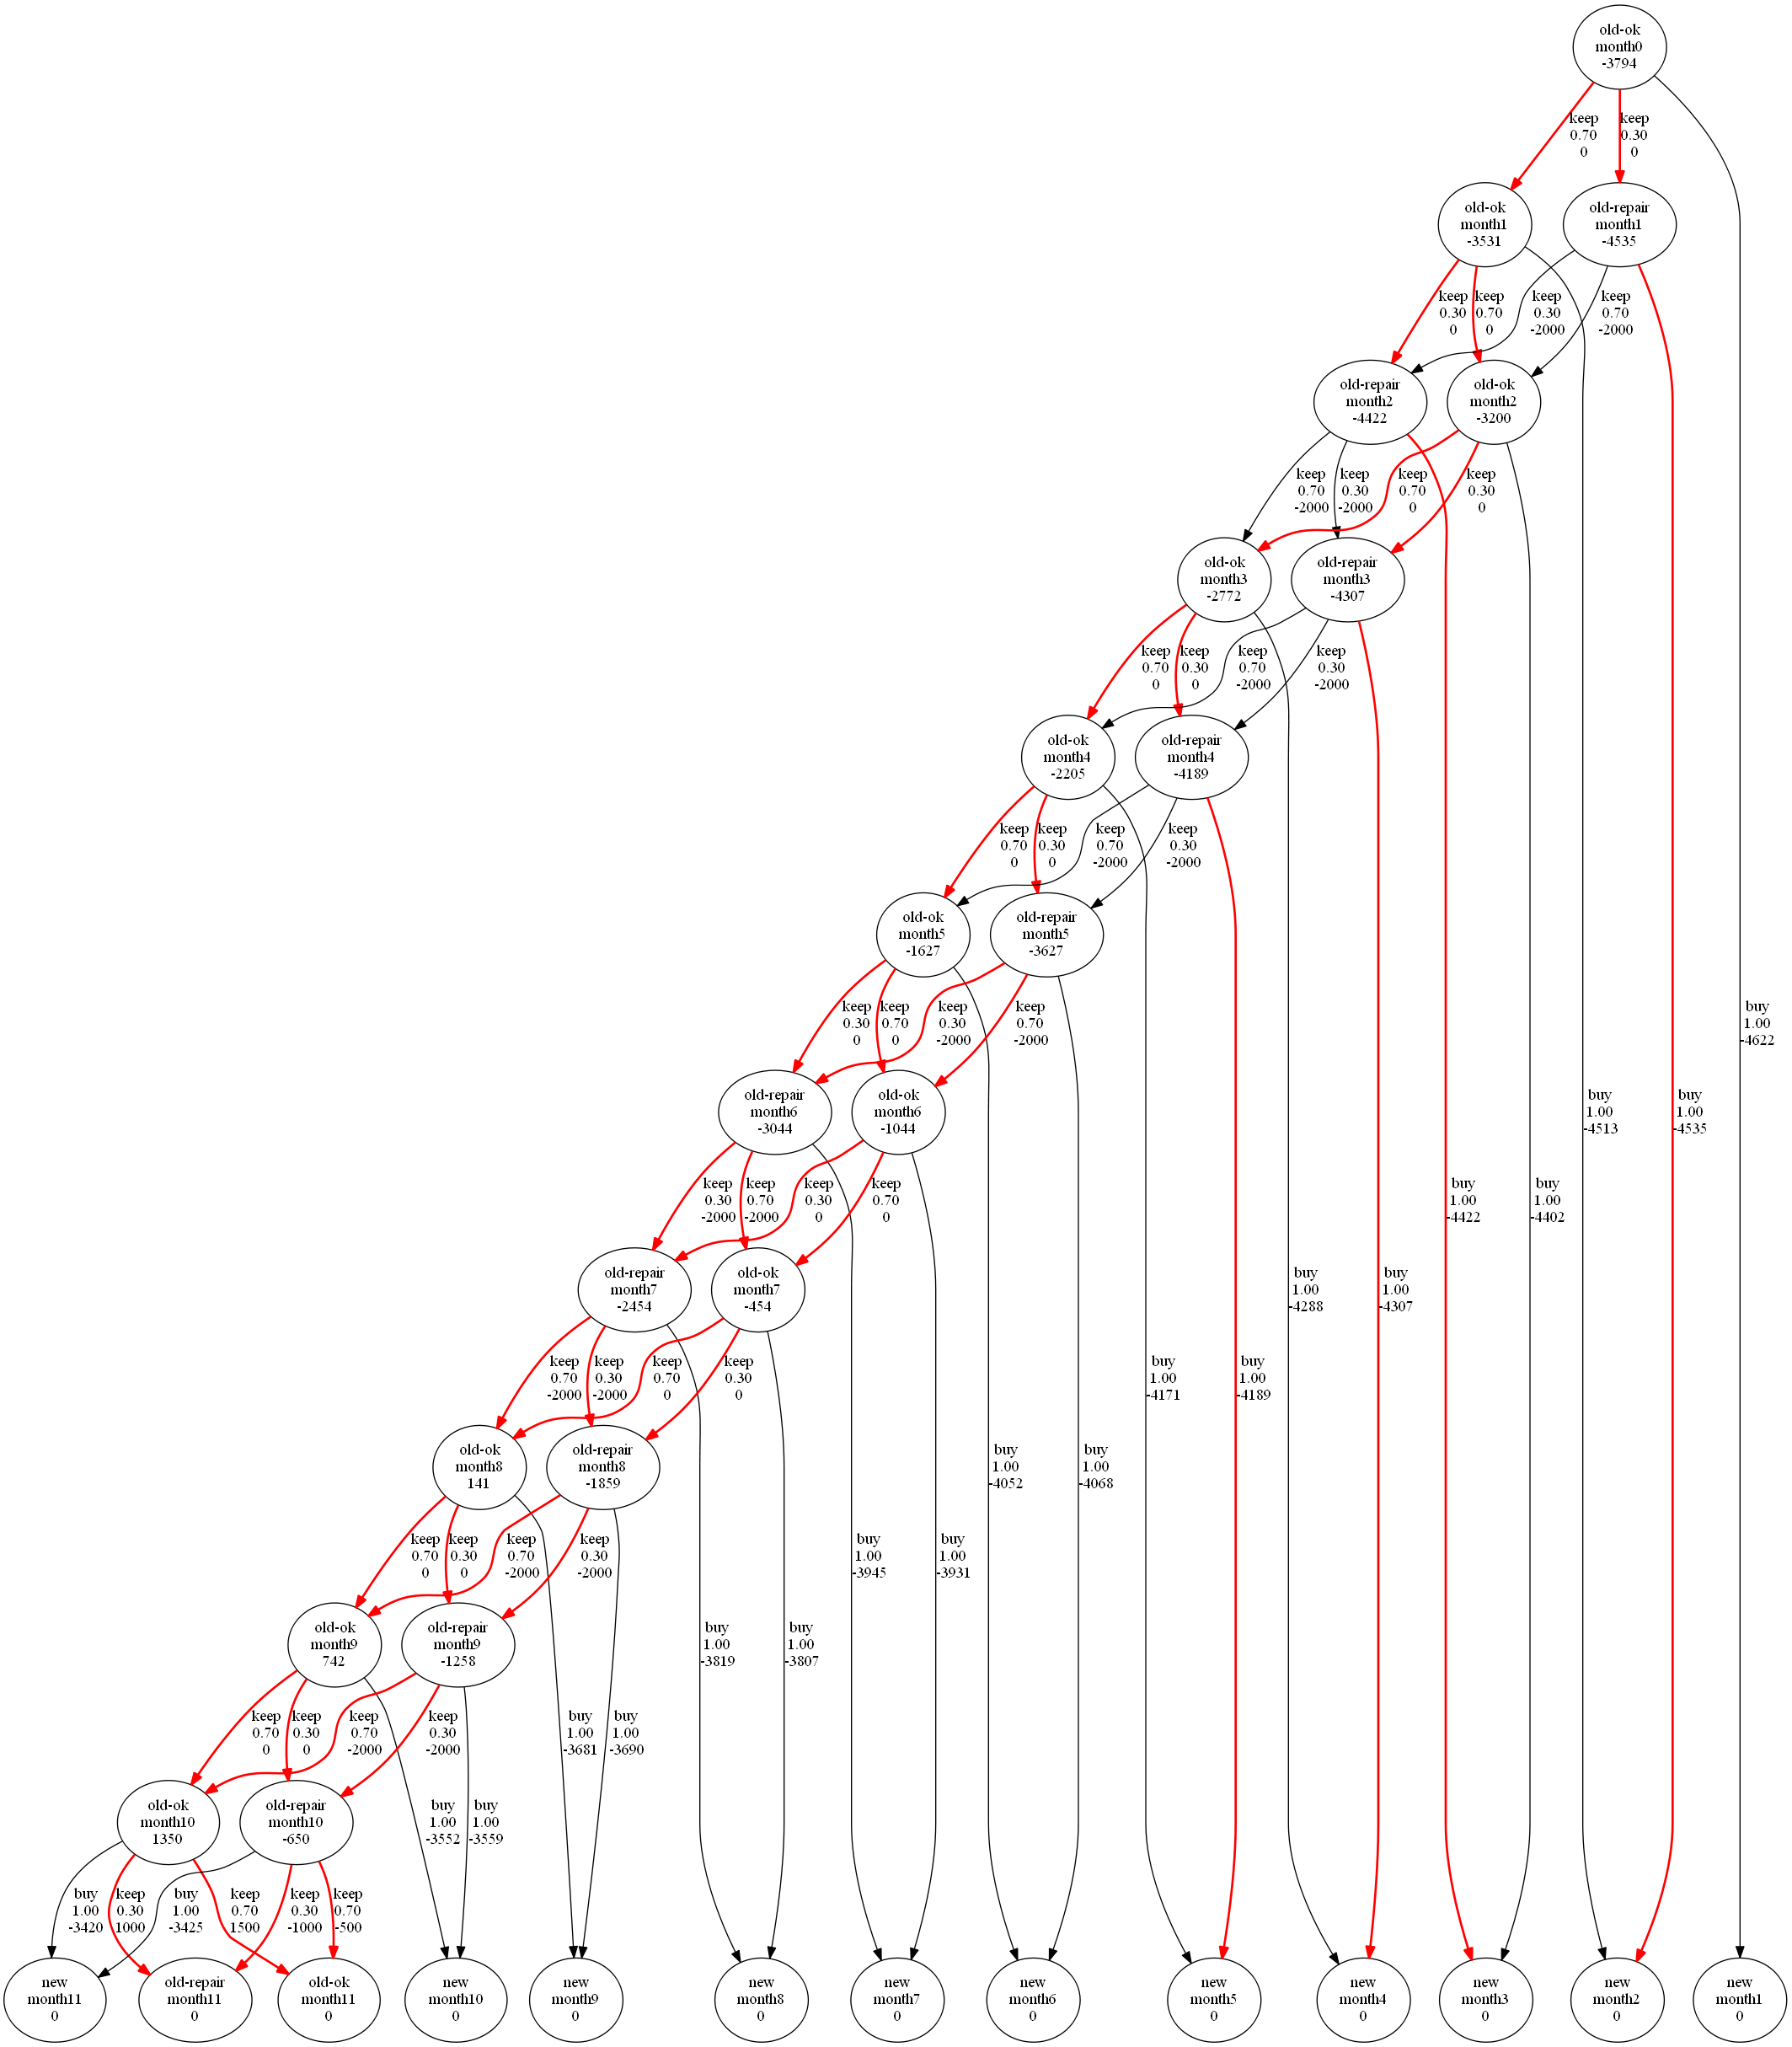 old-ok
month0
-3794
keep
0.70
0
keep
0.30
0
old-ok
month1
-3531
old-repair
month1
-4535
keep
0.30
0
keep
0.70
0
keep
0.30
-2000
keep
0.70
-2000
old-repair
month2
-4422
old-ok
month2
-3200
keep
0.70
-2000
keep
0.30
-2000
keep
0.70
0
keep
0.30
0
old-ok
month3
-2772
old-repair
month3
-4307
keep
0.70
0
keep
0.30
0
keep
0.70
-2000
keep
0.30
-2000
old-ok
month4
-2205
old-repair
month4
-4189
keep
0.70
0
keep
0.30
0
keep
0.70
-2000
keep
0.30
-2000
old-ok
month5
-1627
old-repair
month5
-3627
keep
0.30
0
keep
0.70
0
keep
0.30
-2000
keep
0.70
-2000
buy
1.00
-4622
old-repair
month6
-3044
old-ok
month6
-1044
buy
1.00
-4513
buy
1.00
-4535
keep
0.30
-2000
keep
0.70
-2000
keep
0.30
0
keep
0.70
0
buy
1.00
-4422
buy
1.00
-4402
old-repair
month7
-2454
old-ok
month7
-454
buy
1.00
-4288
buy
1.00
-4307
keep
0.70
-2000
keep
0.30
-2000
keep
0.70
0
keep
0.30
0
buy
1.00
-4171
buy
1.00
-4189
old-ok
month8
141
old-repair
month8
-1859
buy
1.00
-4052
buy
1.00
-4068
keep
0.70
0
keep
0.30
0
keep
0.70
-2000
keep
0.30
-2000
buy
1.00
-3945
buy
1.00
-3931
old-ok
month9
742
old-repair
month9
-1258
buy
1.00
-3819
buy
1.00
-3807
keep
0.70
0
keep
0.30
0
keep
0.70
-2000
keep
0.30
-2000
buy
1.00
-3681
buy
1.00
-3690
old-ok
month10
1350
old-repair
month10
-650
buy
1.00
-3552
buy
1.00
-3559
buy
1.00
-3420
keep
0.30
1000
buy
1.00
-3425
keep
0.70
1500
keep
0.30
-1000
keep
0.70
-500
new
month11
0
old-repair
month11
0
old-ok
month11
0
new
month10
0
new
month9
0
new
month8
0
new
month7
0
new
month6
0
new
month5
0
new
month4
0
new
month3
0
new
month2
0
new
month1
0